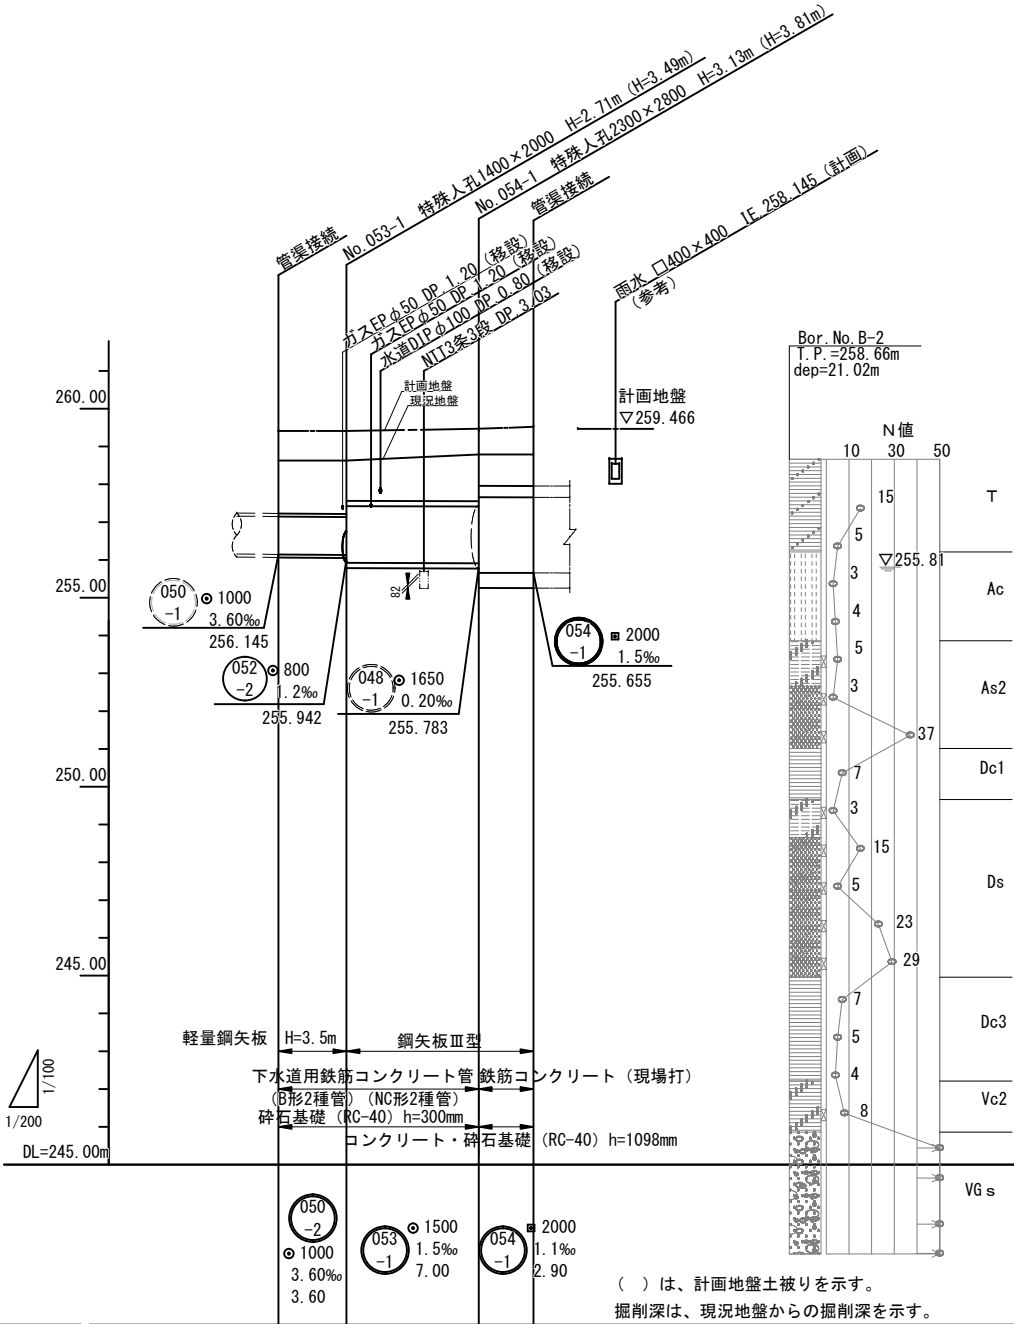 No.053-1 特殊人孔1400×2000 H=2.71m (H=3.49m)
No.054-1 特殊人孔2300×2800 H=3.13m (H=3.81m)
管渠接続
管渠接続
ガスEPφ50 DP.1.20 (移設)
ガスEPφ50 DP.1.20 (移設)
水道DIPφ100 DP.0.80 (移設)
NTT3条3段 DP.3.03
雨水 □400×400 IE.258.145 (計画)
(参考)
計画地盤
現況地盤
計画地盤
▽259.466
260.00
255.00
250.00
245.00
82
050
-1
1000
3.60‰
256.145
052
-2
800
1.2‰
255.942
048
-1
1650
0.20‰
255.783
054
-1
2000
1.5‰
255.655
Bor.No.B-2
T.P.=258.66m
dep=21.02m
N値
10 30 50
15
5
▽255.81
3
4
5
3
37
7
3
15
5
23
29
7
5
4
8
T
Ac
As2
Dc1
Ds
Dc3
Vc2
VGs
軽量鋼矢板 H=3.5m
鋼矢板Ⅲ型
下水道用鉄筋コンクリート管
鉄筋コンクリート (現場打)
(B形2種管) (NC形2種管)
砕石基礎 (RC-40) h=300mm
コンクリート・砕石基礎 (RC-40) h=1098mm
1/100
1/200
DL=245.00m
050
-2
1000
3.60‰
3.60
053
-1
1500
1.5‰
7.00
054
-1
2000
1.1‰
2.90
( ) は、計画地盤土被りを示す。
掘削深は、現況地盤からの掘削深を示す。